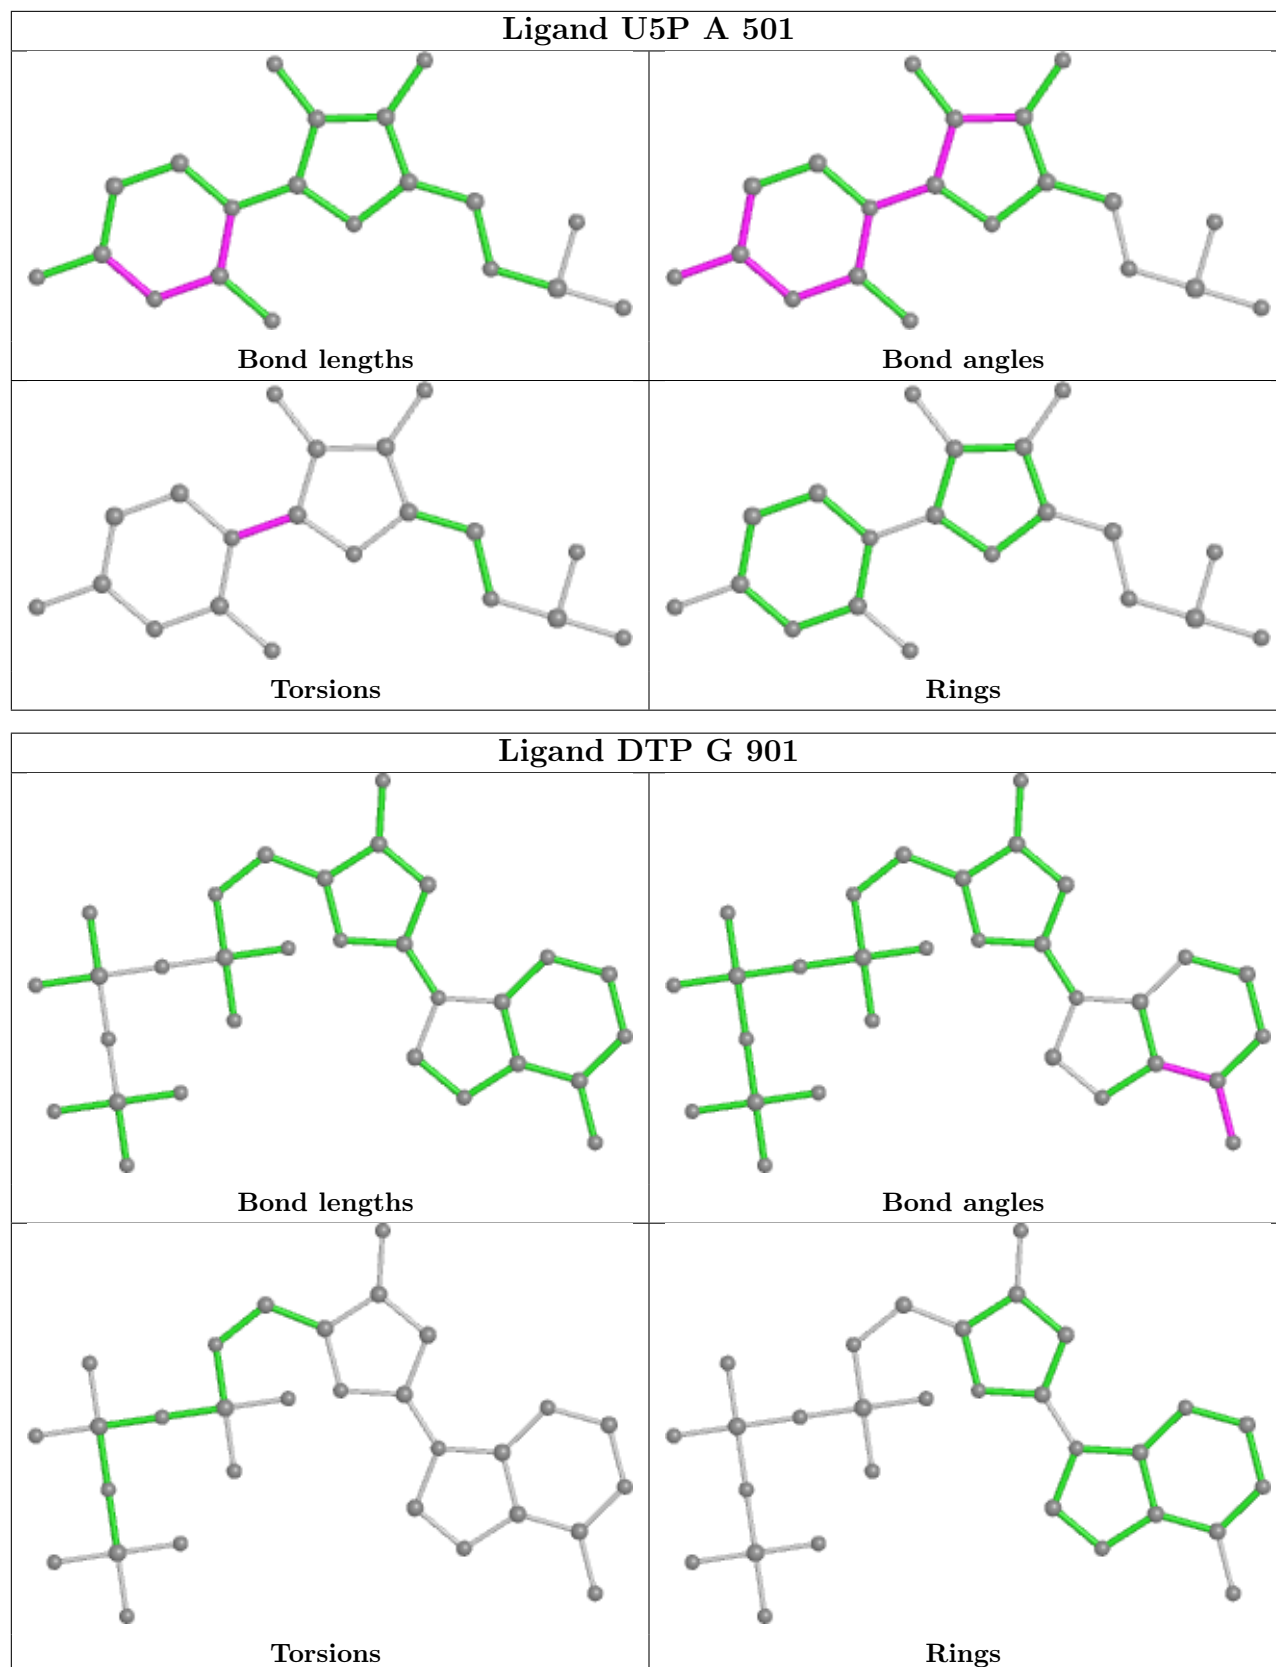 Ligand U5P A 501
Bond lengths
Bond angles
Torsions
Rings
Ligand DTP G 901
Bond lengths
Bond angles
Torsions
Rings